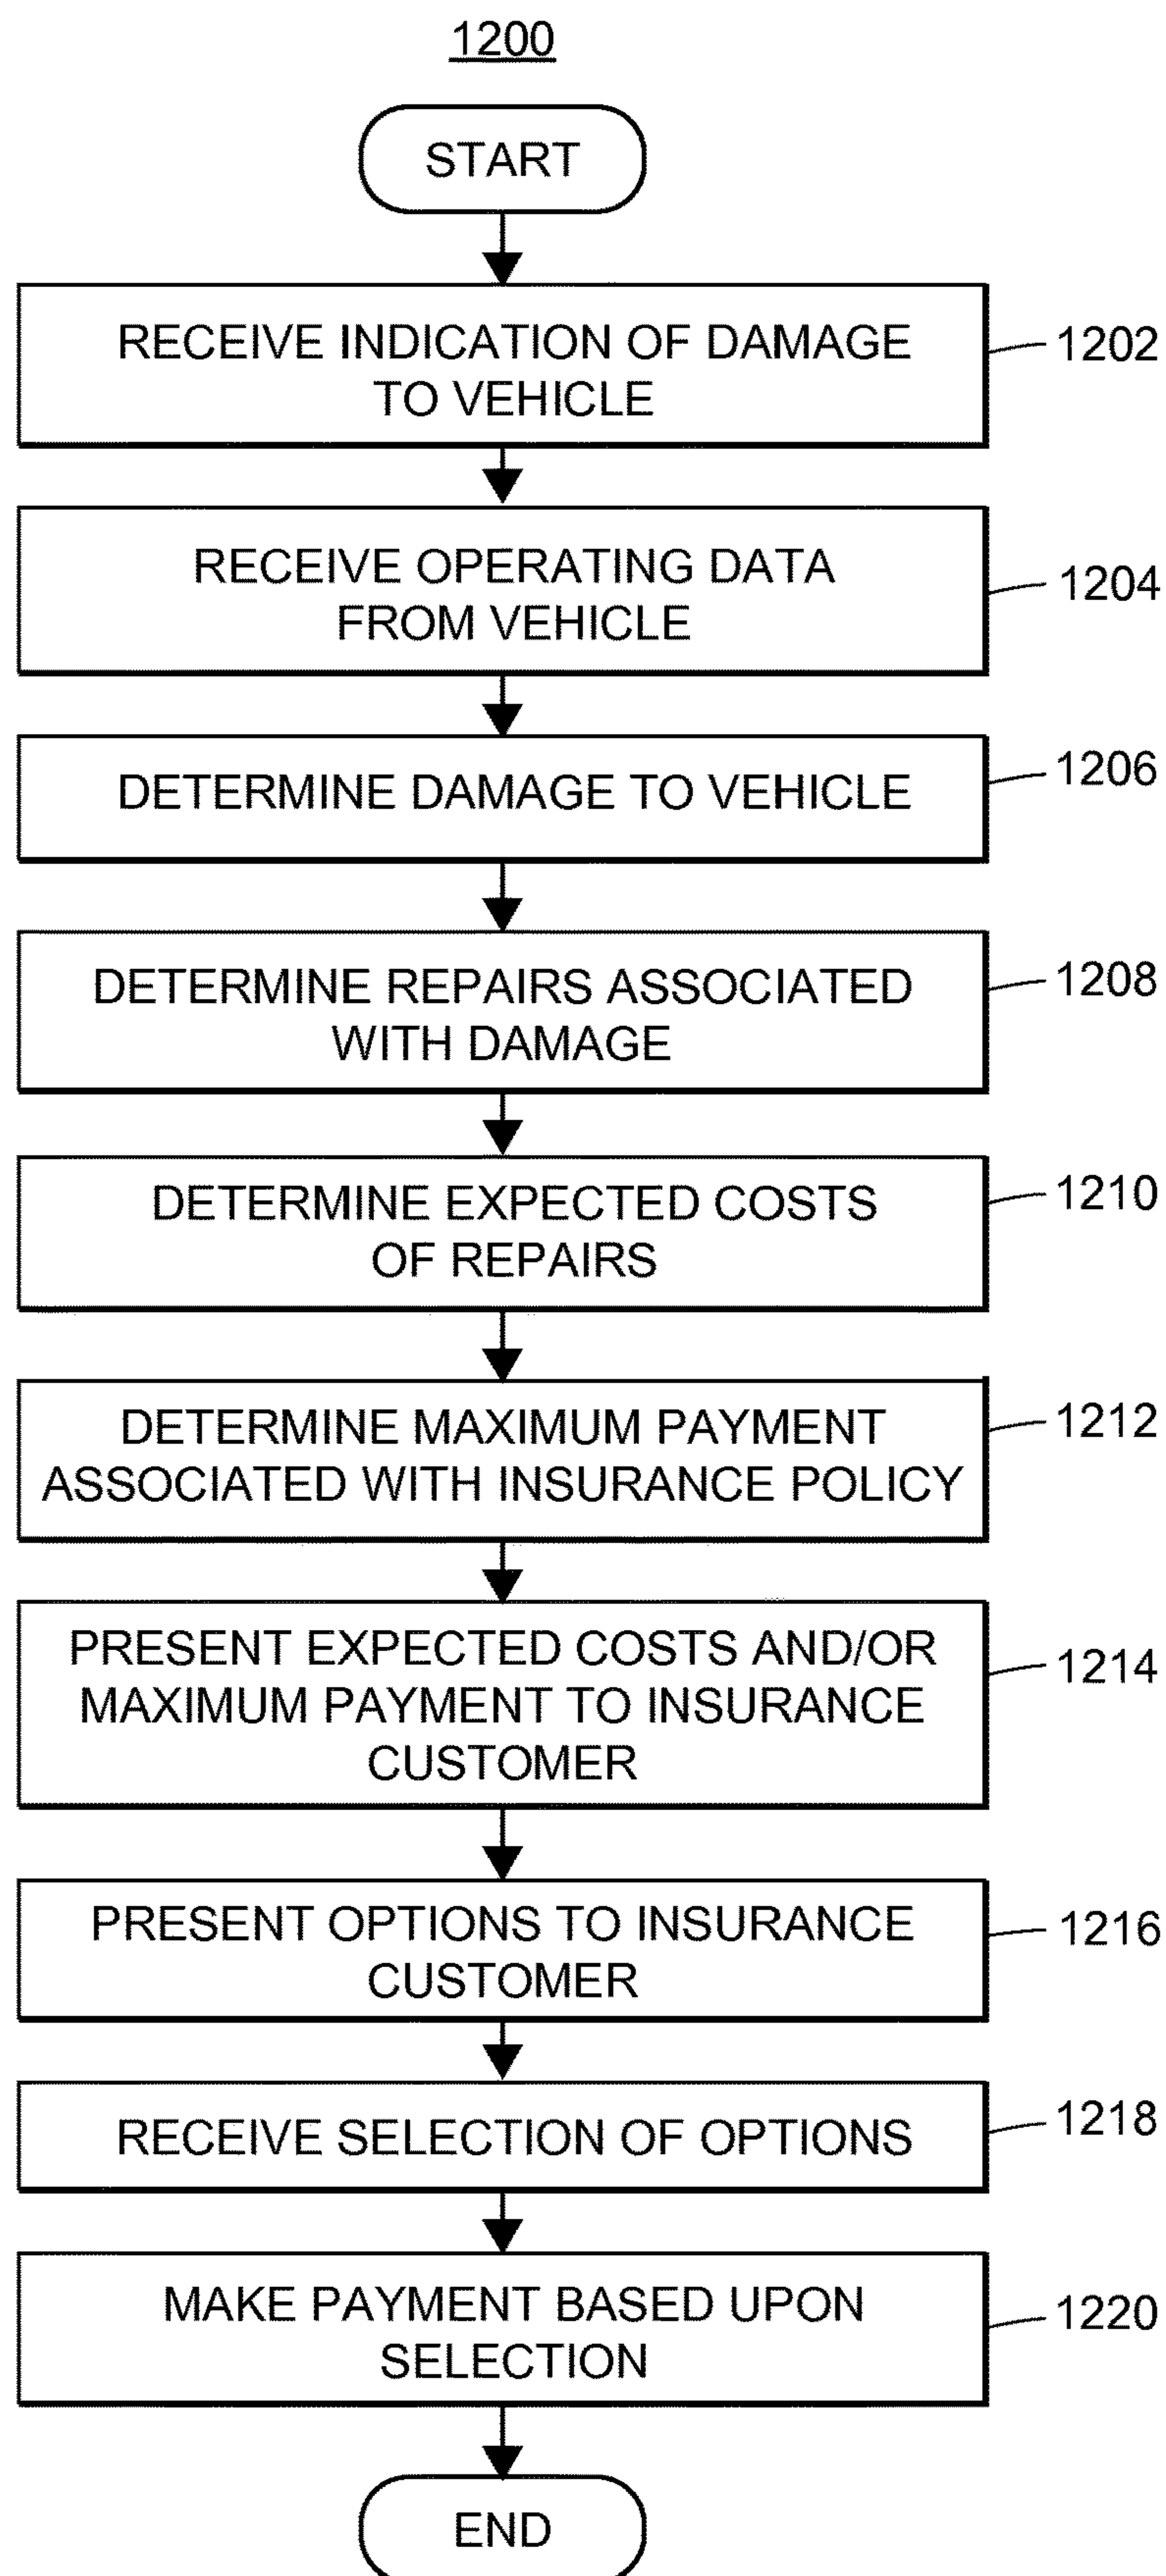 1200
START
RECEIVE INDICATION OF DAMAGE
TO VEHICLE
1202
RECEIVE OPERATING DATA
FROM VEHICLE
1204
DETERMINE DAMAGE TO VEHICLE
1206
DETERMINE REPAIRS ASSOCIATED
WITH DAMAGE
1208
DETERMINE EXPECTED COSTS
OF REPAIRS
1210
DETERMINE MAXIMUM PAYMENT
ASSOCIATED WITH INSURANCE POLICY
1212
PRESENT EXPECTED COSTS AND/OR
MAXIMUM PAYMENT TO INSURANCE
CUSTOMER
1214
PRESENT OPTIONS TO INSURANCE
CUSTOMER
1216
RECEIVE SELECTION OF OPTIONS
1218
MAKE PAYMENT BASED UPON
SELECTION
1220
END